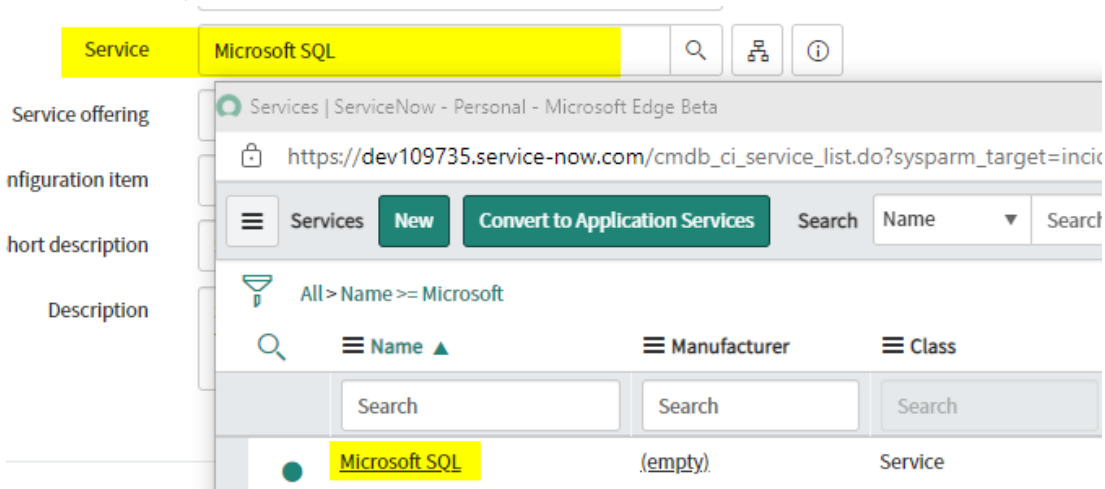 Service Microsoft SQL
Service offering
Services | ServiceNow - Personal - Microsoft Edge Beta
https://dev109735.service-now.com/cmdb_ci_service_list.do?sysparm_target=incid
nfiguration item
Services New Convert to Application Services Search Name ▼ Search
hort description
All > Name >= Microsoft
Description
Name ▲ Manufacturer Class
Search Search Search
Microsoft SQL (empty) Service